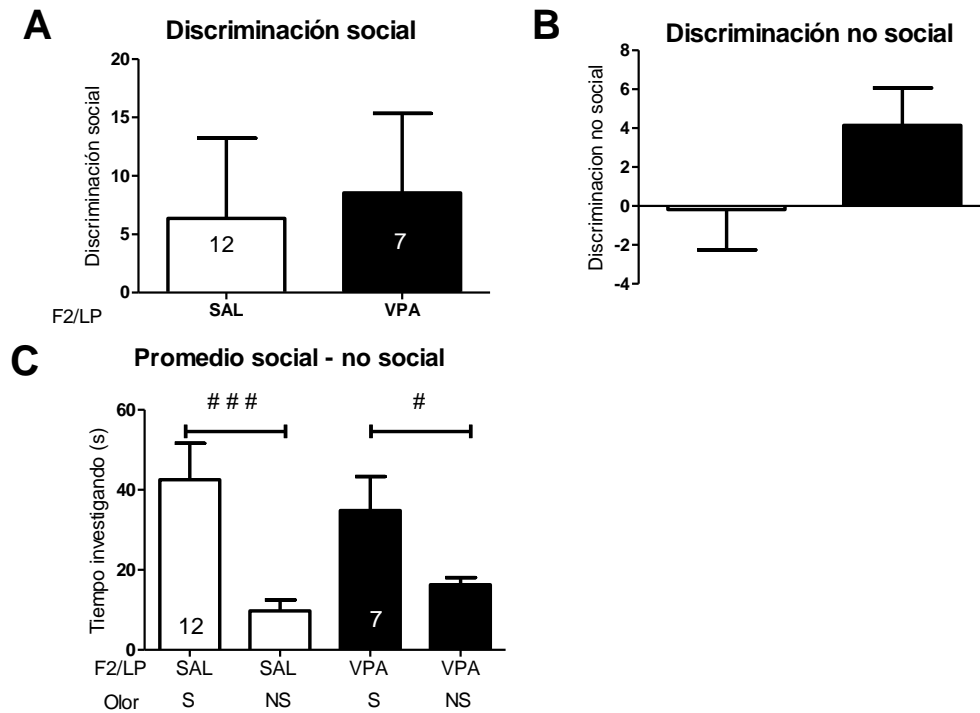 A
Discriminación social
Discriminación social
20
15
10
5
0
12
7
F2/LP
SAL
VPA
B
Discriminación no social
Discriminacion no social
8
6
4
2
0
-2
-4
C
Promedio social - no social
# # #
#
Tiempo investigando (s)
60
40
20
0
12
7
F2/LP SAL SAL VPA VPA
Olor S NS S NS